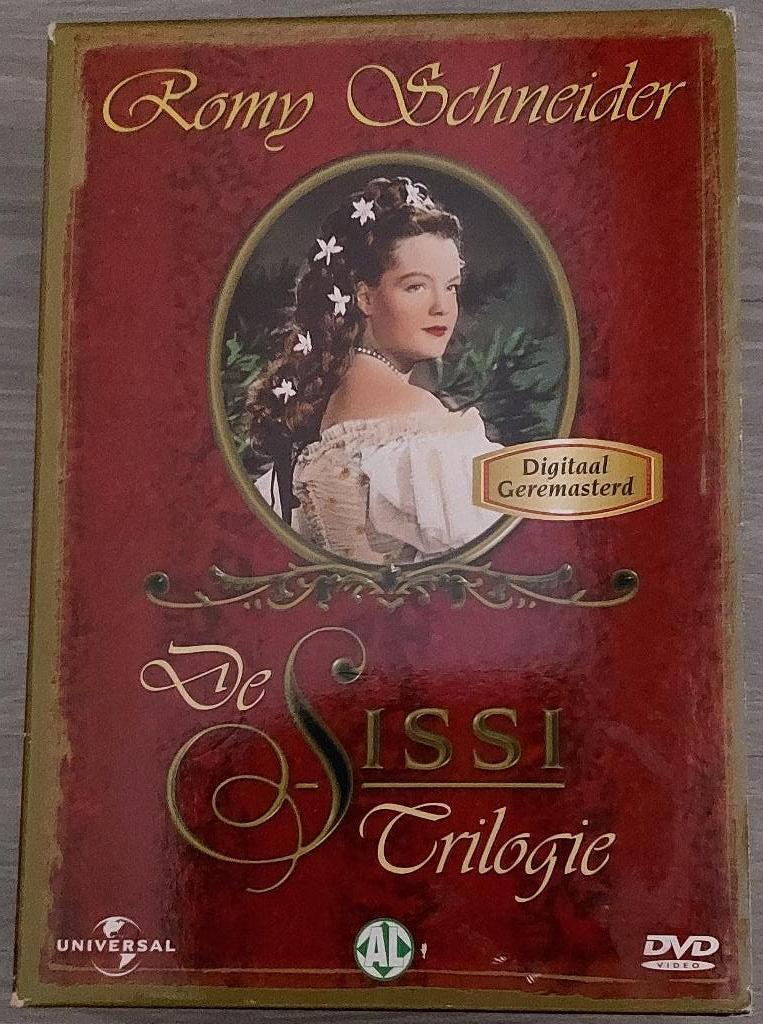 Romy Schneider
Digitaal
Geremasterd
De
SISSI
Trilogie
UNIVERSAL
AL
DVD
VIDEO